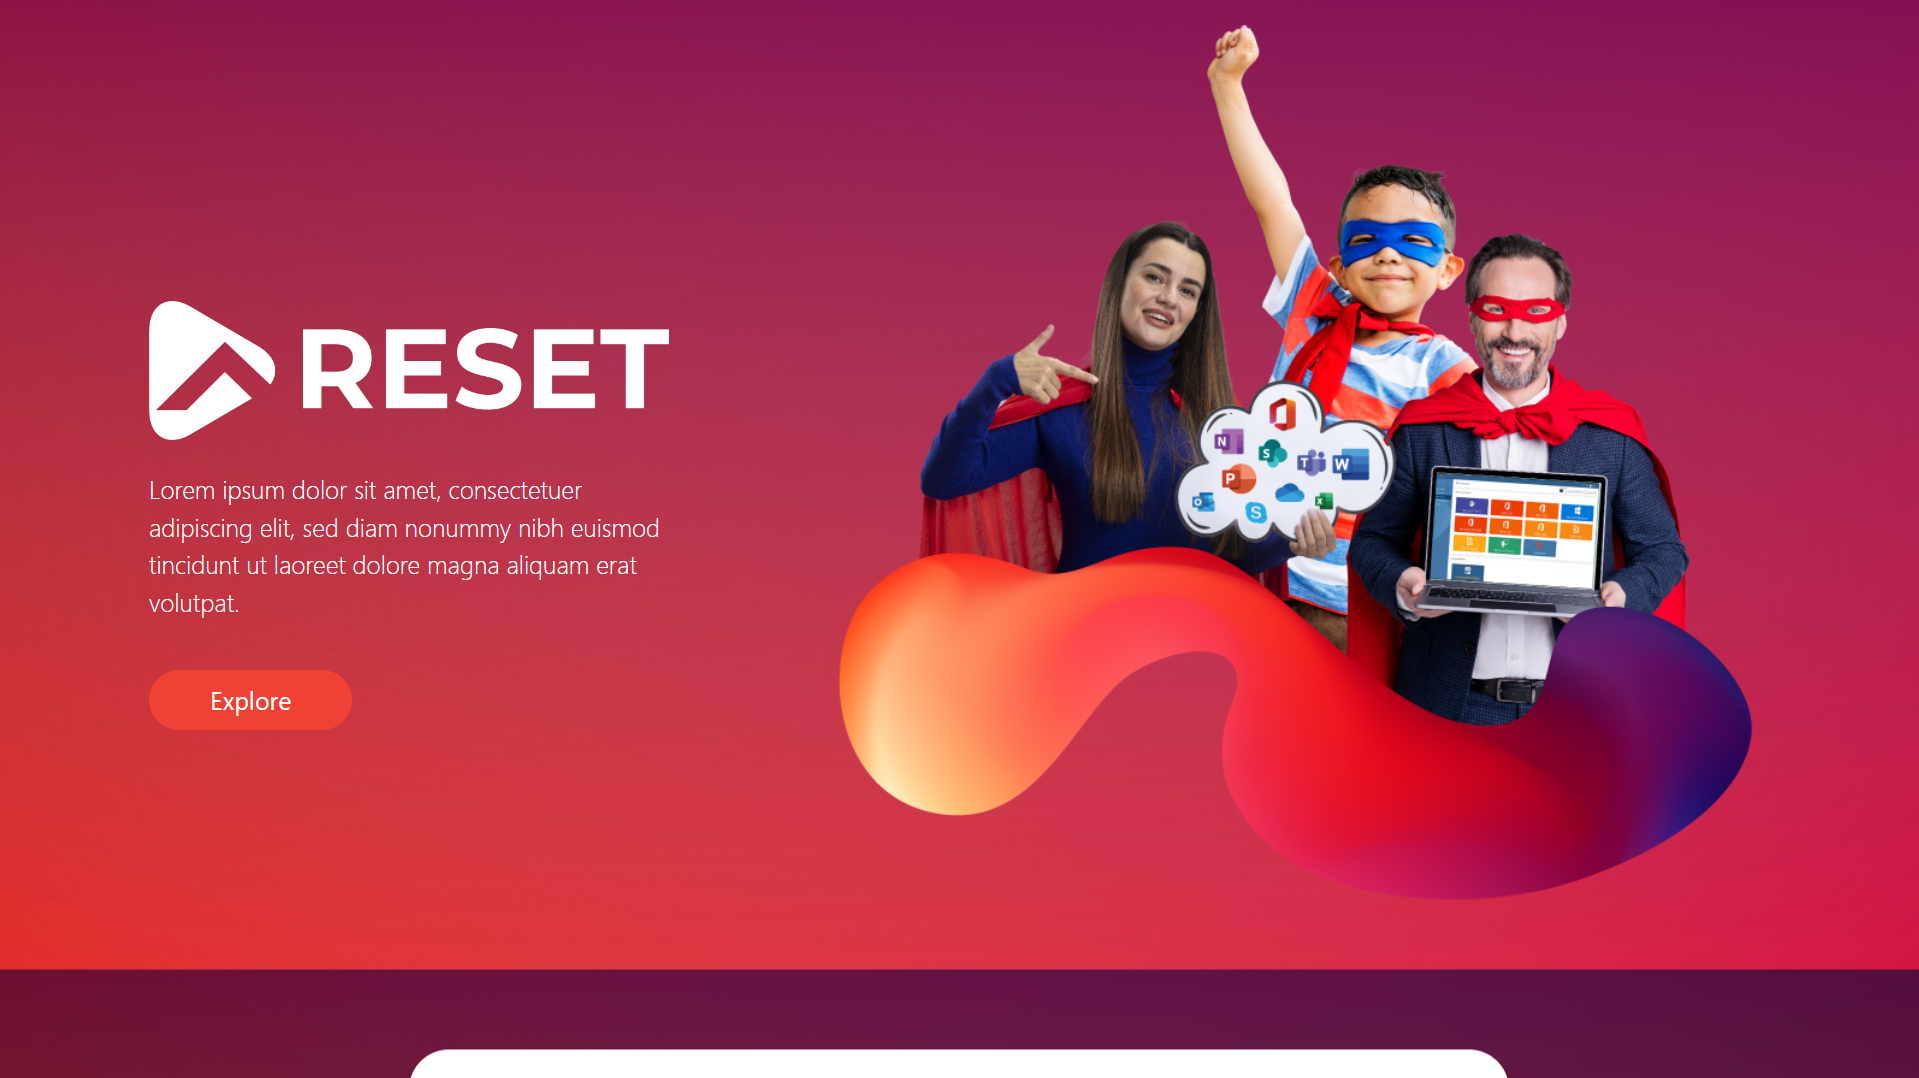 RESET
Lorem ipsum dolor sit amet, consectetuer
adipiscing elit, sed diam nonummy nibh euismod
tincidunt ut laoreet dolore magna aliquam erat
volutpat.
Explore
N
S
T
W
P
O
S
X